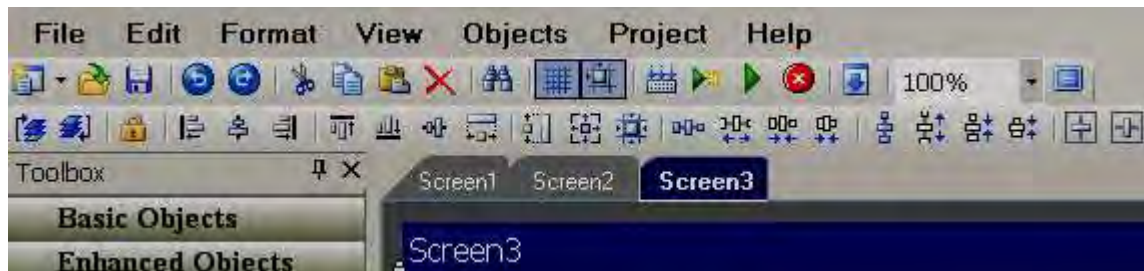 File Edit Format View Objects Project Help
100%
Toolbox
Screen1 Screen2 Screen3
Basic Objects
Screen3
Enhanced Objects